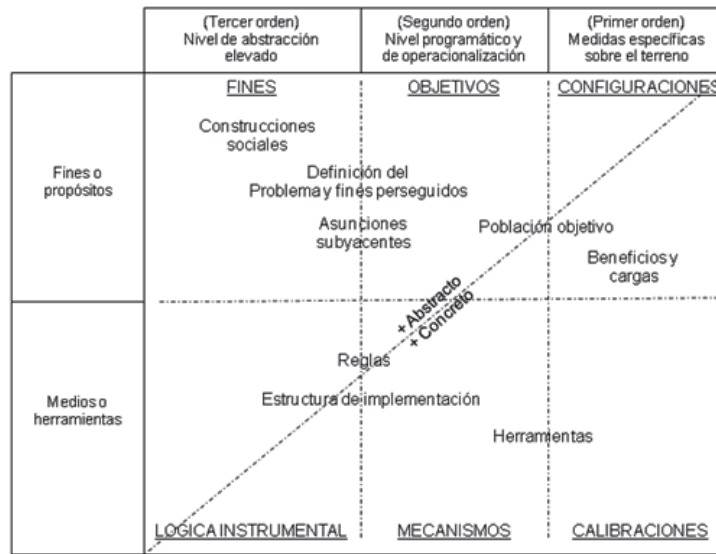 (Tercer orden)
Nivel de abstracción
elevado
(Segundo orden)
Nivel programático y
de operacionalización
(Primer orden)
Medidas específicas
sobre el terreno
Fines o
propósitos
FINES
OBJETIVOS
CONFIGURACIONES
Construcciones
sociales
Definición del
Problema y fines perseguidos
Asunciones
subyacentes
Población objetivo
Beneficios y
cargas
+ Abstracto
+ Concreto
Medios o
herramientas
Reglas
Estructura de implementación
Herramientas
LOGICA INSTRUMENTAL
MECANISMOS
CALIBRACIONES